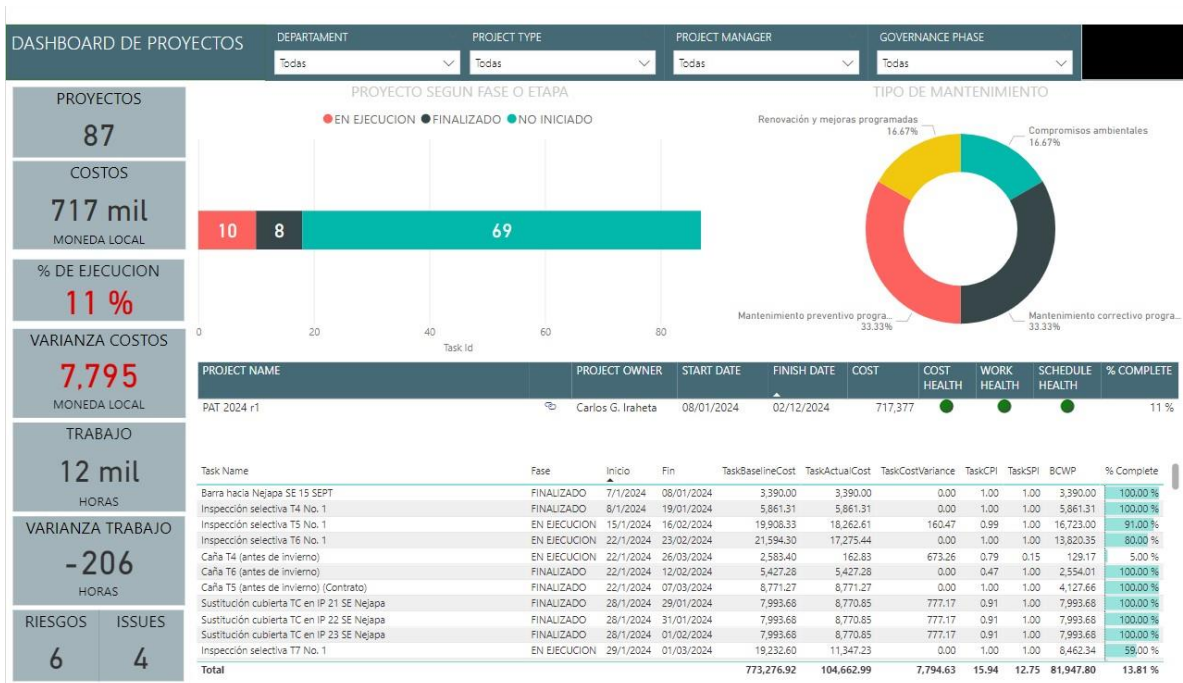 DASHBOARD DE PROYECTOS
DEPARTAMENT
PROJECT TYPE
PROJECT MANAGER
GOVERNANCE PHASE
Todas
Todas
Todas
Todas
PROYECTOS
87
COSTOS
717 mil
MONEDA LOCAL
% DE EJECUCION
11 %
VARIANZA COSTOS
7,795
MONEDA LOCAL
TRABAJO
12 mil
HORAS
VARIANZA TRABAJO
-206
HORAS
RIESGOS ISSUES
6 4
PROYECTO SEGUN FASE O ETAPA
EN EJECUCION FINALIZADO NO INICIADO
10 8 69
0 20 40 60 80
Task Id
TIPO DE MANTENIMIENTO
Renovación y mejoras programadas
16.67%
Compromisos ambientales
16.67%
Mantenimiento preventivo progra...
33.33%
Mantenimiento correctivo progra...
33.33%
PROJECT NAME PROJECT OWNER START DATE FINISH DATE COST COST HEALTH WORK HEALTH SCHEDULE HEALTH % COMPLETE
PAT 2024 r1 Carlos G. Iraheta 08/01/2024 02/12/2024 717,377 11 %
Task Name Fase Inicio Fin TaskBaselineCost TaskActualCost TaskCostVariance TaskCPI TaskSPI BCWP % Complete
Barra hacia Nejapa SE 15 SEPT FINALIZADO 7/1/2024 08/01/2024 3,390.00 3,390.00 0.00 1.00 1.00 3,390.00 100.00 %
Inspección selectiva T4 No. 1 FINALIZADO 8/1/2024 19/01/2024 5,861.31 5,861.31 0.00 1.00 1.00 5,861.31 100.00 %
Inspección selectiva T5 No. 1 EN EJECUCION 15/1/2024 16/02/2024 19,908.33 18,262.61 160.47 0.99 1.00 16,723.00 91.00 %
Inspección selectiva T6 No. 1 EN EJECUCION 22/1/2024 23/02/2024 21,594.30 17,275.44 0.00 1.00 1.00 13,820.35 80.00 %
Caña T4 (antes de invierno) EN EJECUCION 22/1/2024 26/03/2024 2,583.40 162.83 673.26 0.79 0.15 129.17 5.00 %
Caña T6 (antes de invierno) FINALIZADO 22/1/2024 12/02/2024 5,427.28 5,427.28 0.00 0.47 1.00 2,554.01 100.00 %
Caña T5 (antes de invierno) (Contrato) FINALIZADO 22/1/2024 07/03/2024 8,771.27 8,771.27 0.00 1.00 1.00 4,127.66 100.00 %
Sustitución cubierta TC en IP 21 SE Nejapa FINALIZADO 28/1/2024 29/01/2024 7,993.68 8,770.85 777.17 0.91 1.00 7,993.68 100.00 %
Sustitución cubierta TC en IP 22 SE Nejapa FINALIZADO 28/1/2024 31/01/2024 7,993.68 8,770.85 777.17 0.91 1.00 7,993.68 100.00 %
Sustitución cubierta TC en IP 23 SE Nejapa FINALIZADO 28/1/2024 01/02/2024 7,993.68 8,770.85 777.17 0.91 1.00 7,993.68 100.00 %
Inspección selectiva T7 No. 1 EN EJECUCION 29/1/2024 01/03/2024 19,232.60 11,347.23 0.00 1.00 1.00 8,462.34 59.00 %
Total 773,276.92 104,662.99 7,794.63 15.94 12.75 81,947.80 13.81 %